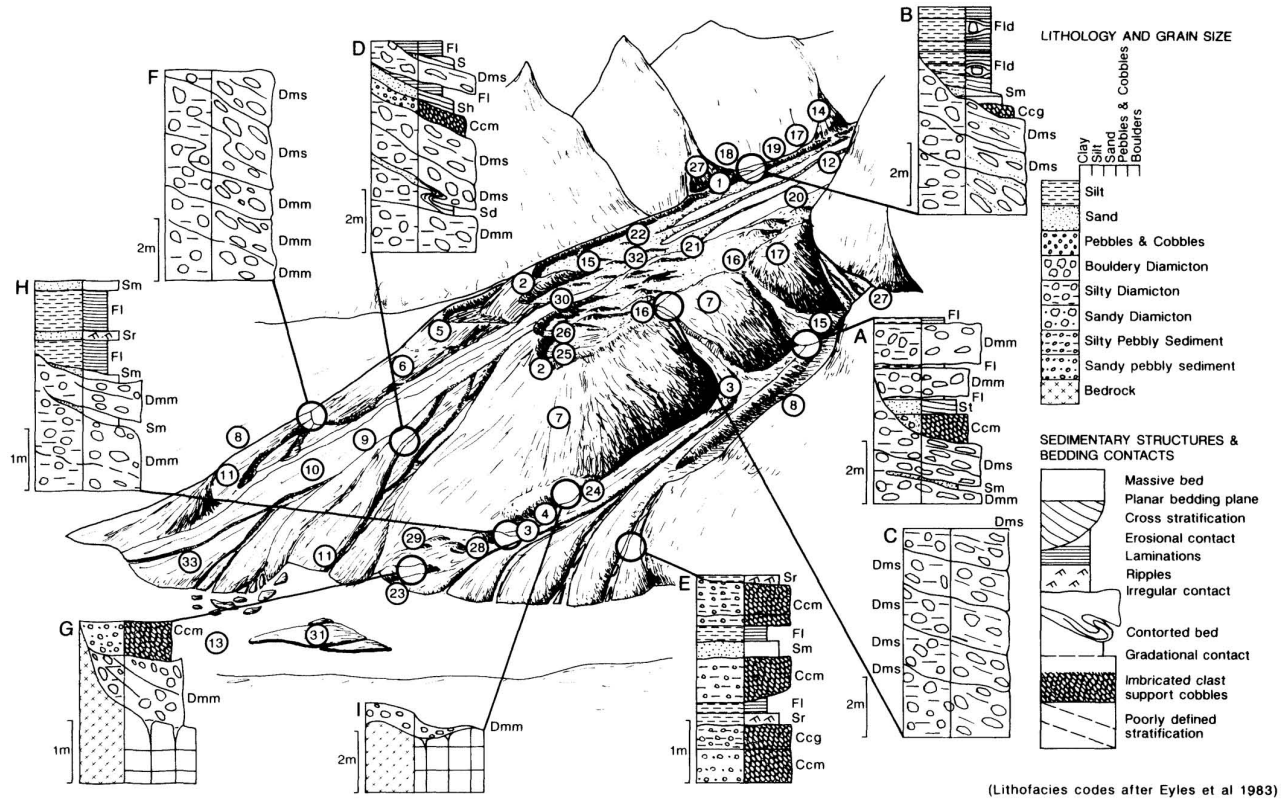 F
Dms
Dms
Dmm
Dmm
Dmm
2m
D
Fl
S
Dms
Fl
Sh
Ccm
Dms
Dms
Sd
Dmm
2m
B
Fld
Fld
Sm
Ccg
Dms
Dms
2m
LITHOLOGY AND GRAIN SIZE
Clay
Silt
Sand
Pebbles & Cobbles
Boulders
Silt
Sand
Pebbles & Cobbles
Bouldery Diamicton
Silty Diamicton
Sandy Diamicton
Silty Pebbly Sediment
Sandy pebbly sediment
Bedrock
H
Sm
Fl
Sr
Fl
Sm
Dmm
Sm
Dmm
1m
14
17
19
18
27
1
12
20
22
21
15
32
16
17
2
30
7
27
5
26
16
15
25
2
6
3
8
7
8
9
11
10
24
4
3
29
28
33
11
23
13
31
A
Fl
Dmm
Fl
Dmm
Fl
St
Ccm
Dms
Sm
Dmm
2m
SEDIMENTARY STRUCTURES &
BEDDING CONTACTS
Massive bed
Planar bedding plane
Cross stratification
Erosional contact
Laminations
Ripples
Irregular contact
Contorted bed
Gradational contact
Imbricated clast
support cobbles
Poorly defined
stratification
C
Dms
Dms
Dms
Dms
Dms
2m
G
Ccm
Dmm
1m
I
Dmm
2m
E
Sr
Ccm
Fl
Sm
Ccm
Fl
Sr
Ccg
Ccm
1m
(Lithofacies codes after Eyles et al 1983)